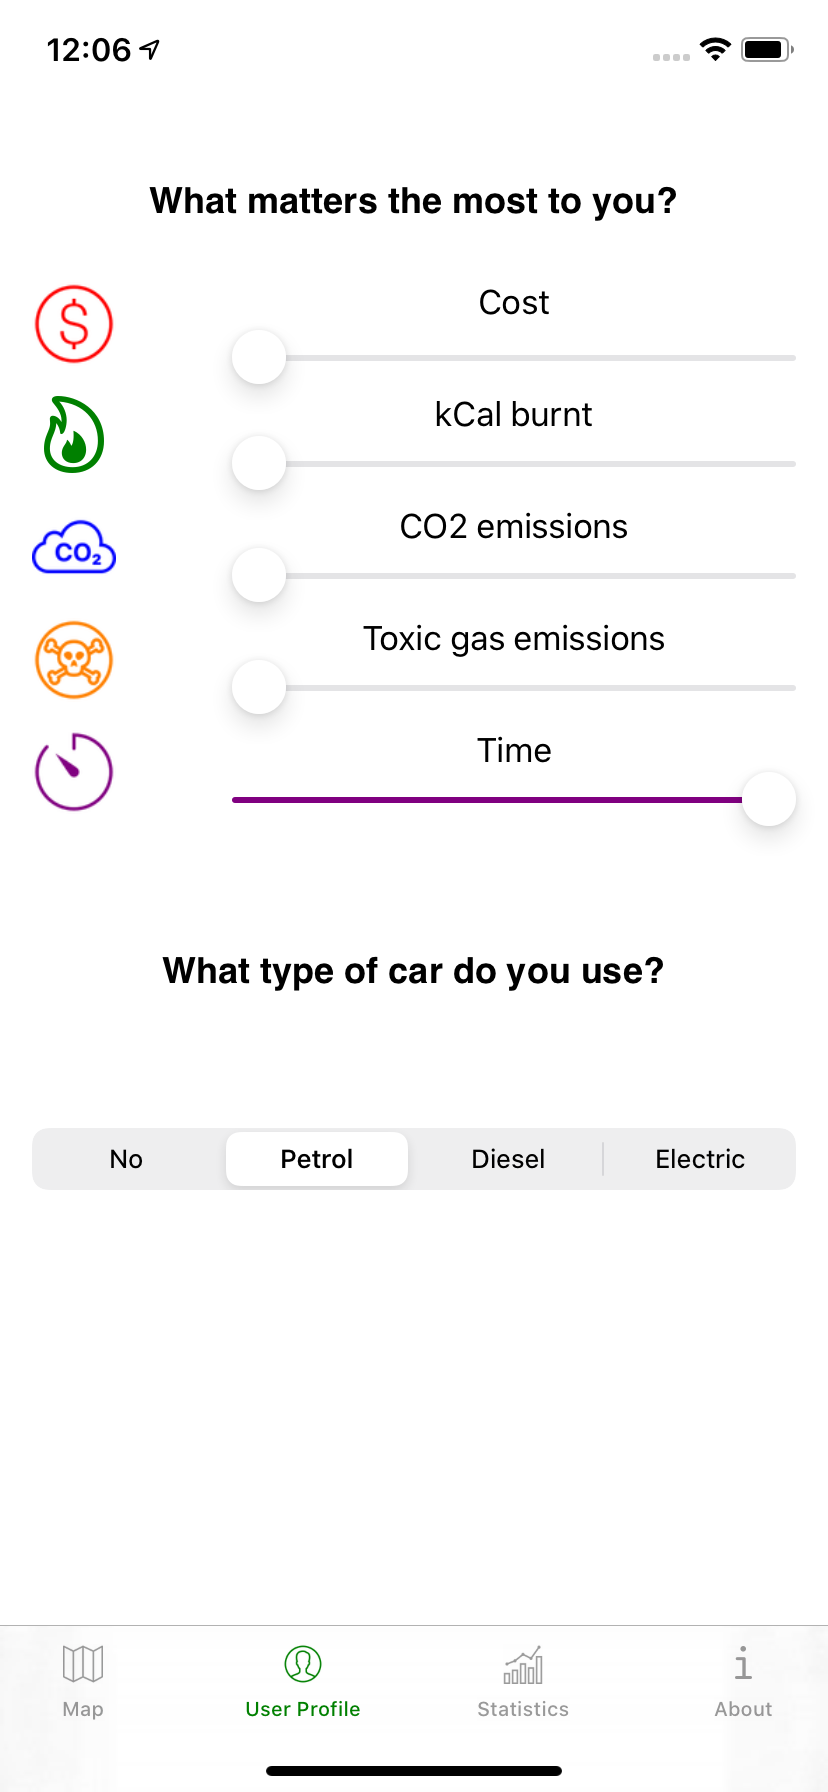 12:06
What matters the most to you?
$
Cost
kCal burnt
CO₂
CO2 emissions
Toxic gas emissions
Time
What type of car do you use?
No Petrol Diesel Electric
Map User Profile Statistics About